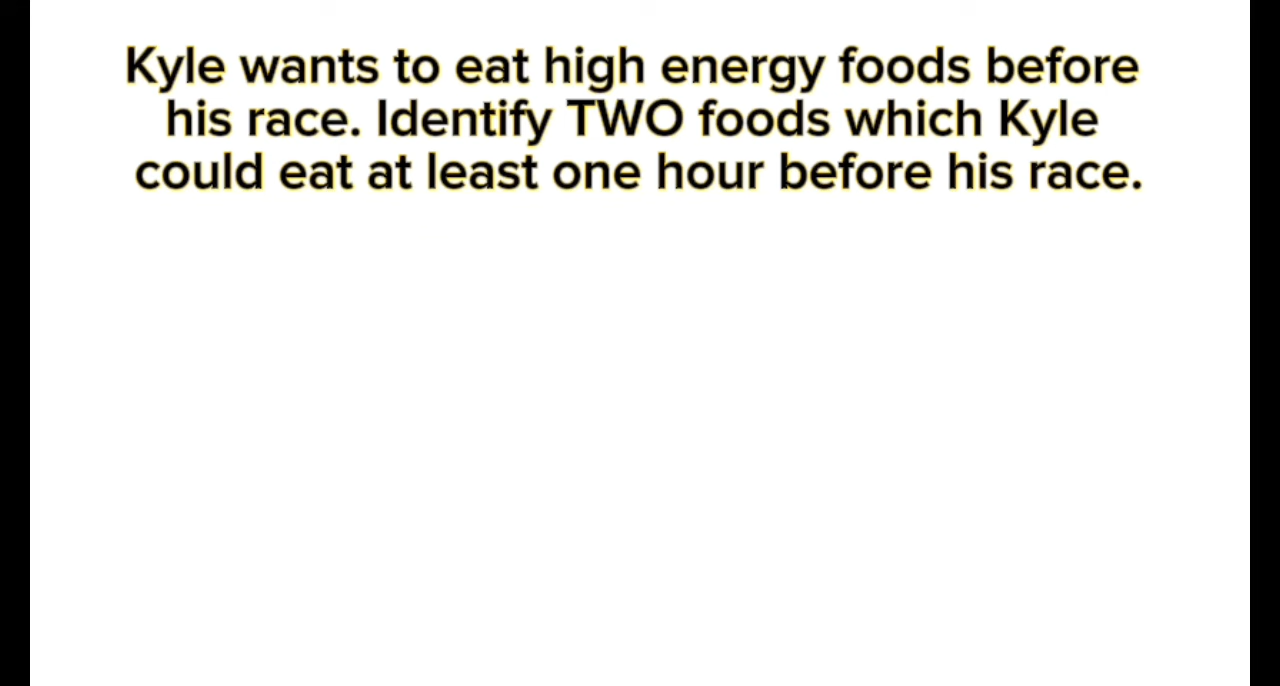 Kyle wants to eat high energy foods before
his race. Identify TWO foods which Kyle
could eat at least one hour before his race.